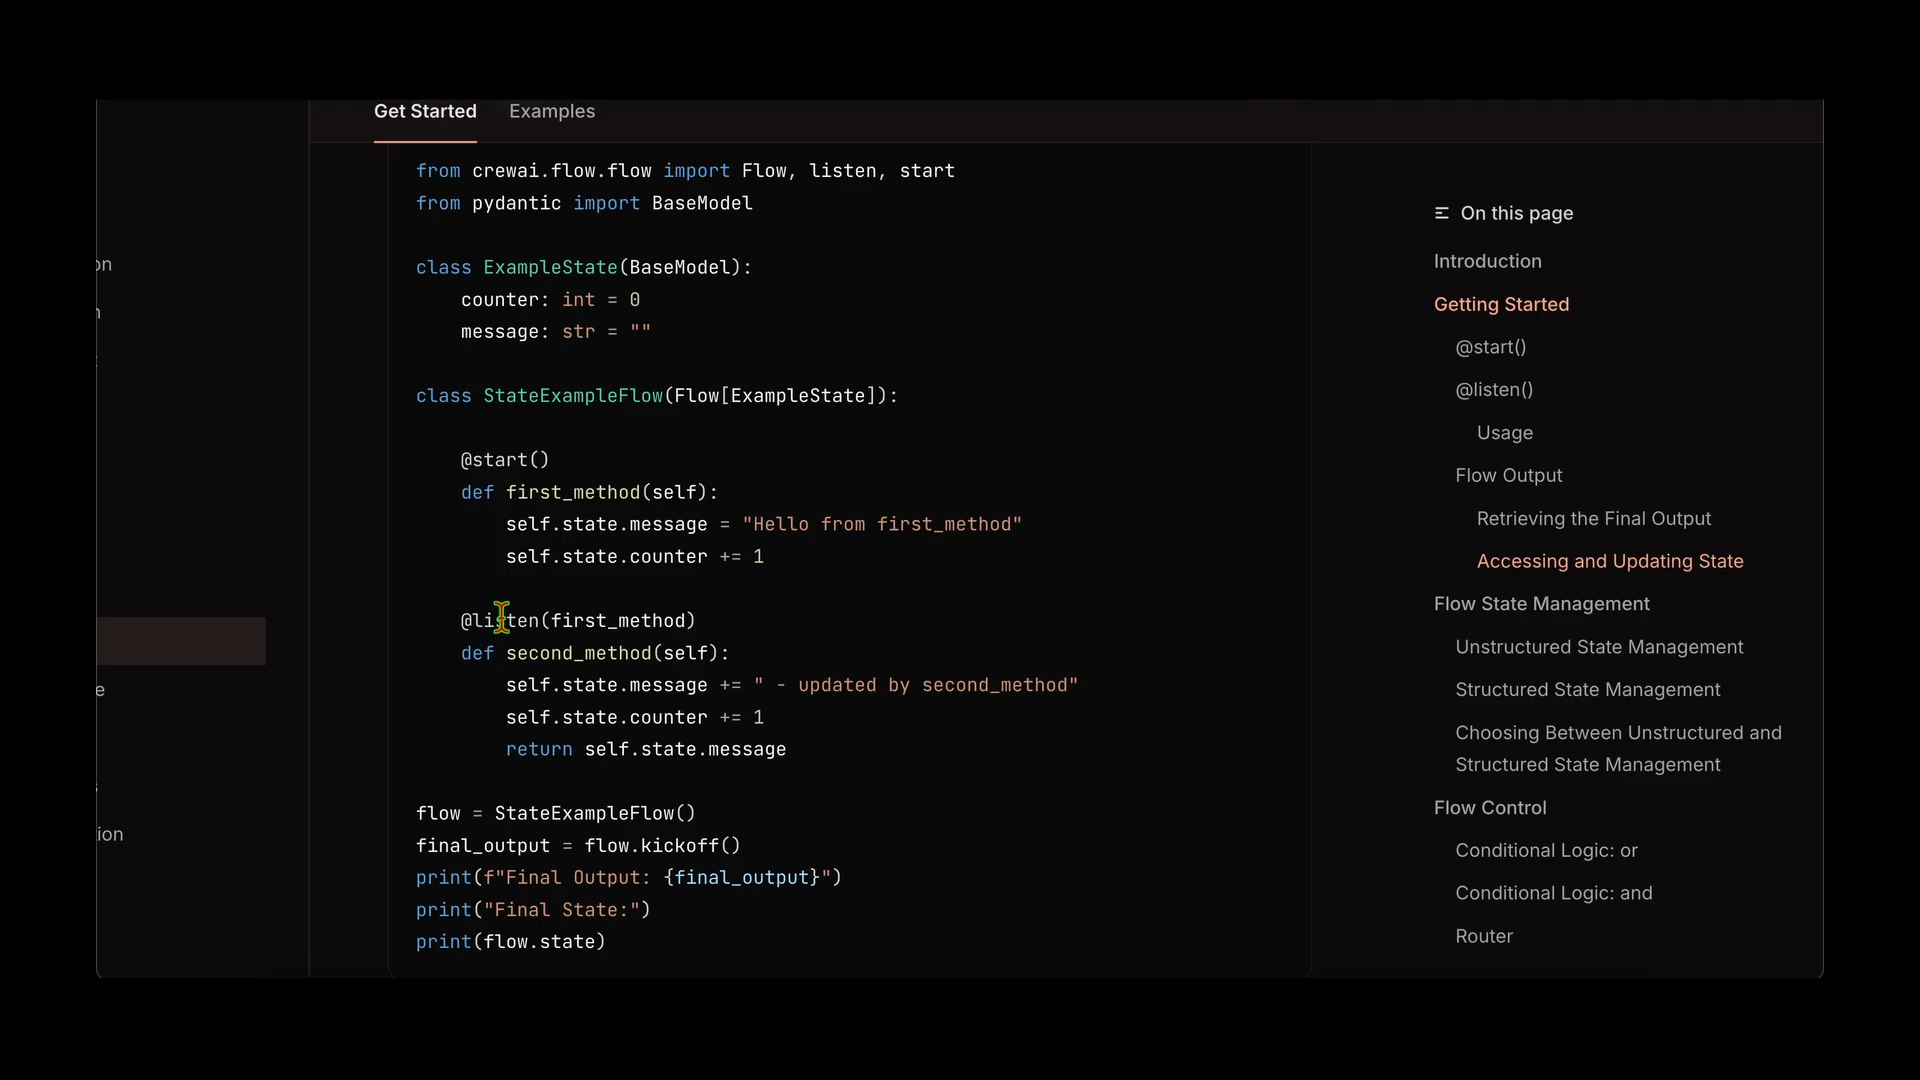 Get Started Examples
from crewai.flow.flow import Flow, listen, start
from pydantic import BaseModel
class ExampleState(BaseModel):
    counter: int = 0
    message: str = ""
class StateExampleFlow(Flow[ExampleState]):
    @start()
    def first_method(self):
        self.state.message = "Hello from first_method"
        self.state.counter += 1
    @listen(first_method)
    def second_method(self):
        self.state.message += " - updated by second_method"
        self.state.counter += 1
        return self.state.message
flow = StateExampleFlow()
final_output = flow.kickoff()
print(f"Final Output: {final_output}")
print("Final State:")
print(flow.state)
On this page
Introduction
Getting Started
@start()
@listen()
Usage
Flow Output
Retrieving the Final Output
Accessing and Updating State
Flow State Management
Unstructured State Management
Structured State Management
Choosing Between Unstructured and
Structured State Management
Flow Control
Conditional Logic: or
Conditional Logic: and
Router